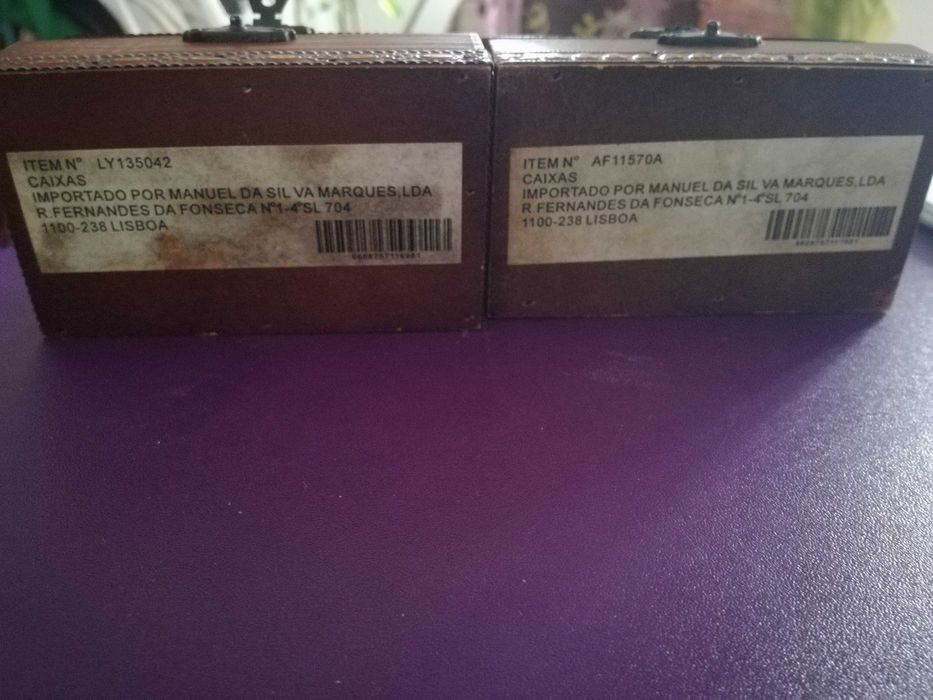 ITEM N° LY135042
CAIXAS
IMPORTADO POR MANUEL DA SIL VA MARQUES,LDA
R.FERNANDES DA FONSECA Nº1-4ºSL 704
1100-238 LISBOA
ITEM N° AF11570A
CAIXAS
IMPORTADO POR MANUEL DA SIL VA MARQUES,LDA
R.FERNANDES DA FONSECA Nº1-4ºSL 704
1100-238 LISBOA